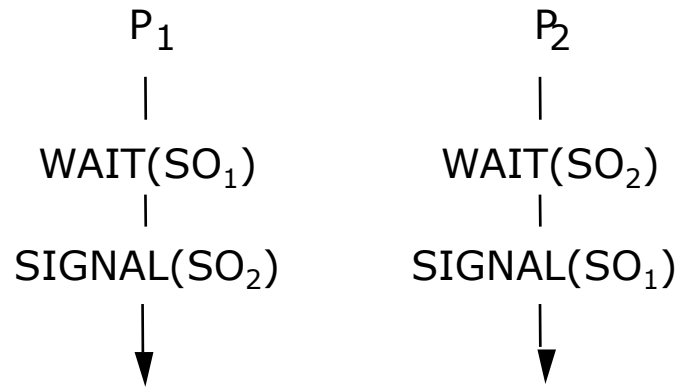 P₁
WAIT(SO₁)
SIGNAL(SO₂)
P₂
WAIT(SO₂)
SIGNAL(SO₁)